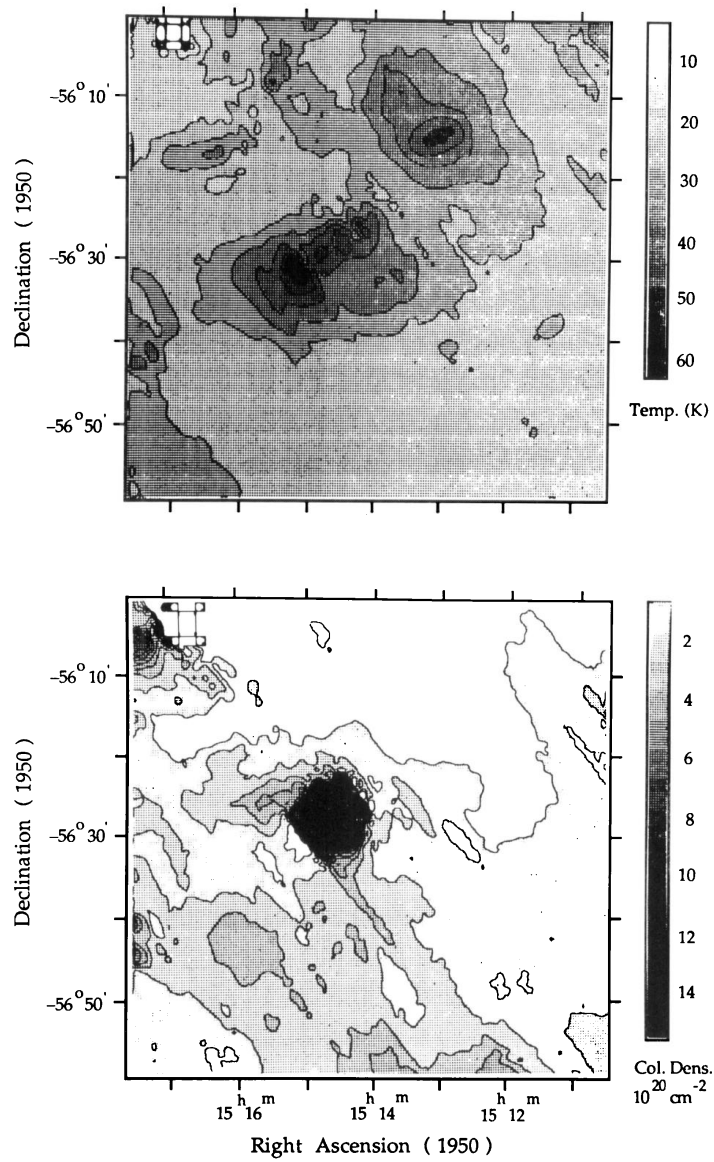 -56° 10'
-56° 30'
-56° 50'
Declination ( 1950 )
10
20
30
40
50
60
Temp. (K)
-56° 10'
-56° 30'
-56° 50'
Declination ( 1950 )
2
4
6
8
10
12
14
Col. Dens.
10²⁰ cm⁻²
15ʰ 16ᵐ
15ʰ 14ᵐ
15ʰ 12ᵐ
Right Ascension ( 1950 )